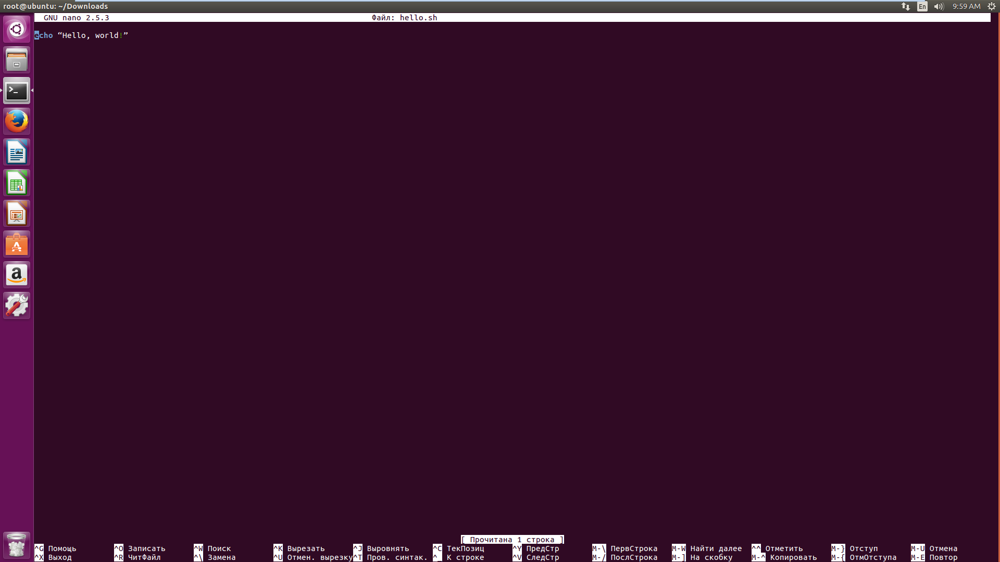 root@ubuntu: ~/Downloads En 9:59 AM
GNU nano 2.5.3 Файл: hello.sh
echo “Hello, world!”
[ Прочитана 1 строка ]
^G Помощь ^O Записать ^W Поиск ^K Вырезать ^J Выровнять ^C ТекПозиц ^Y ПредСтр M-\ ПервСтрока M-W Найти далее ^^ Отметить M-} Отступ M-U Отмена
^X Выход ^R ЧитФайл ^\ Замена ^U Отмен. вырезку ^T Пров. синтак. ^_ К строке ^V СледСтр M-/ ПослСтрока M-] На скобку M-^ Копировать M-{ ОтмОтступа M-E Повтор